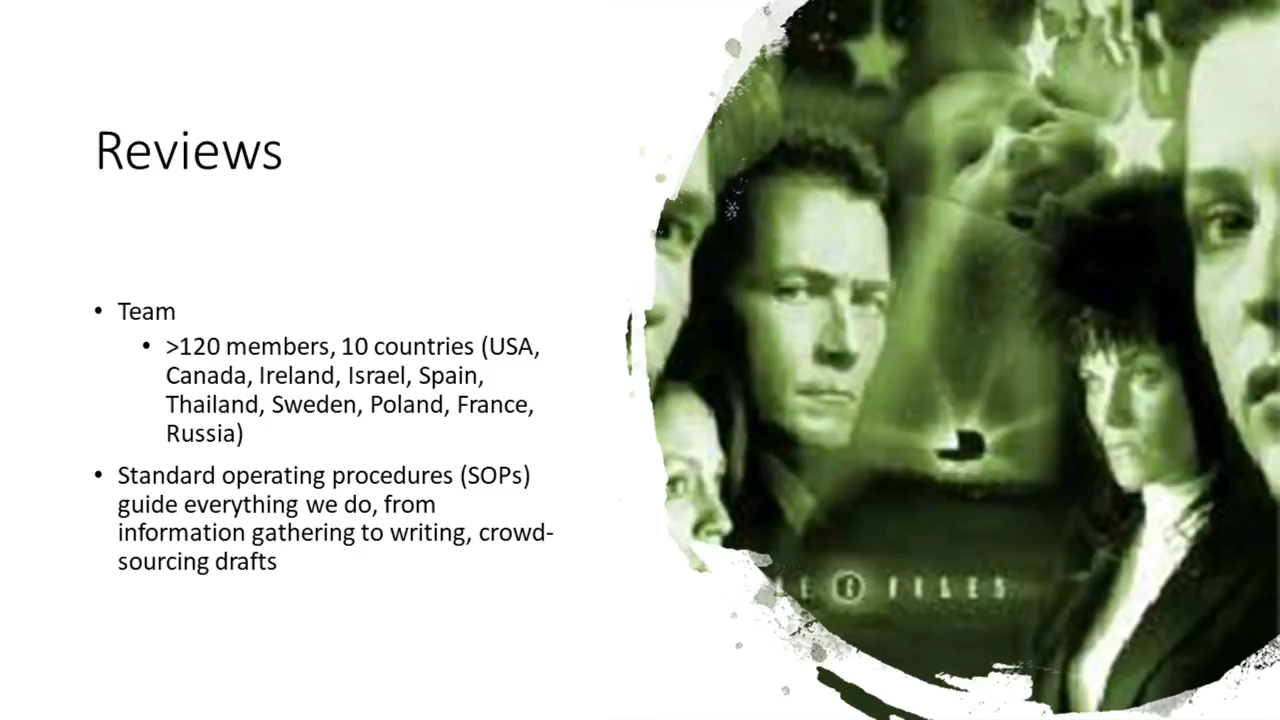 Reviews
• Team
• >120 members, 10 countries (USA,
Canada, Ireland, Israel, Spain,
Thailand, Sweden, Poland, France,
Russia)
• Standard operating procedures (SOPs)
guide everything we do, from
information gathering to writing, crowd-
sourcing drafts
FILES